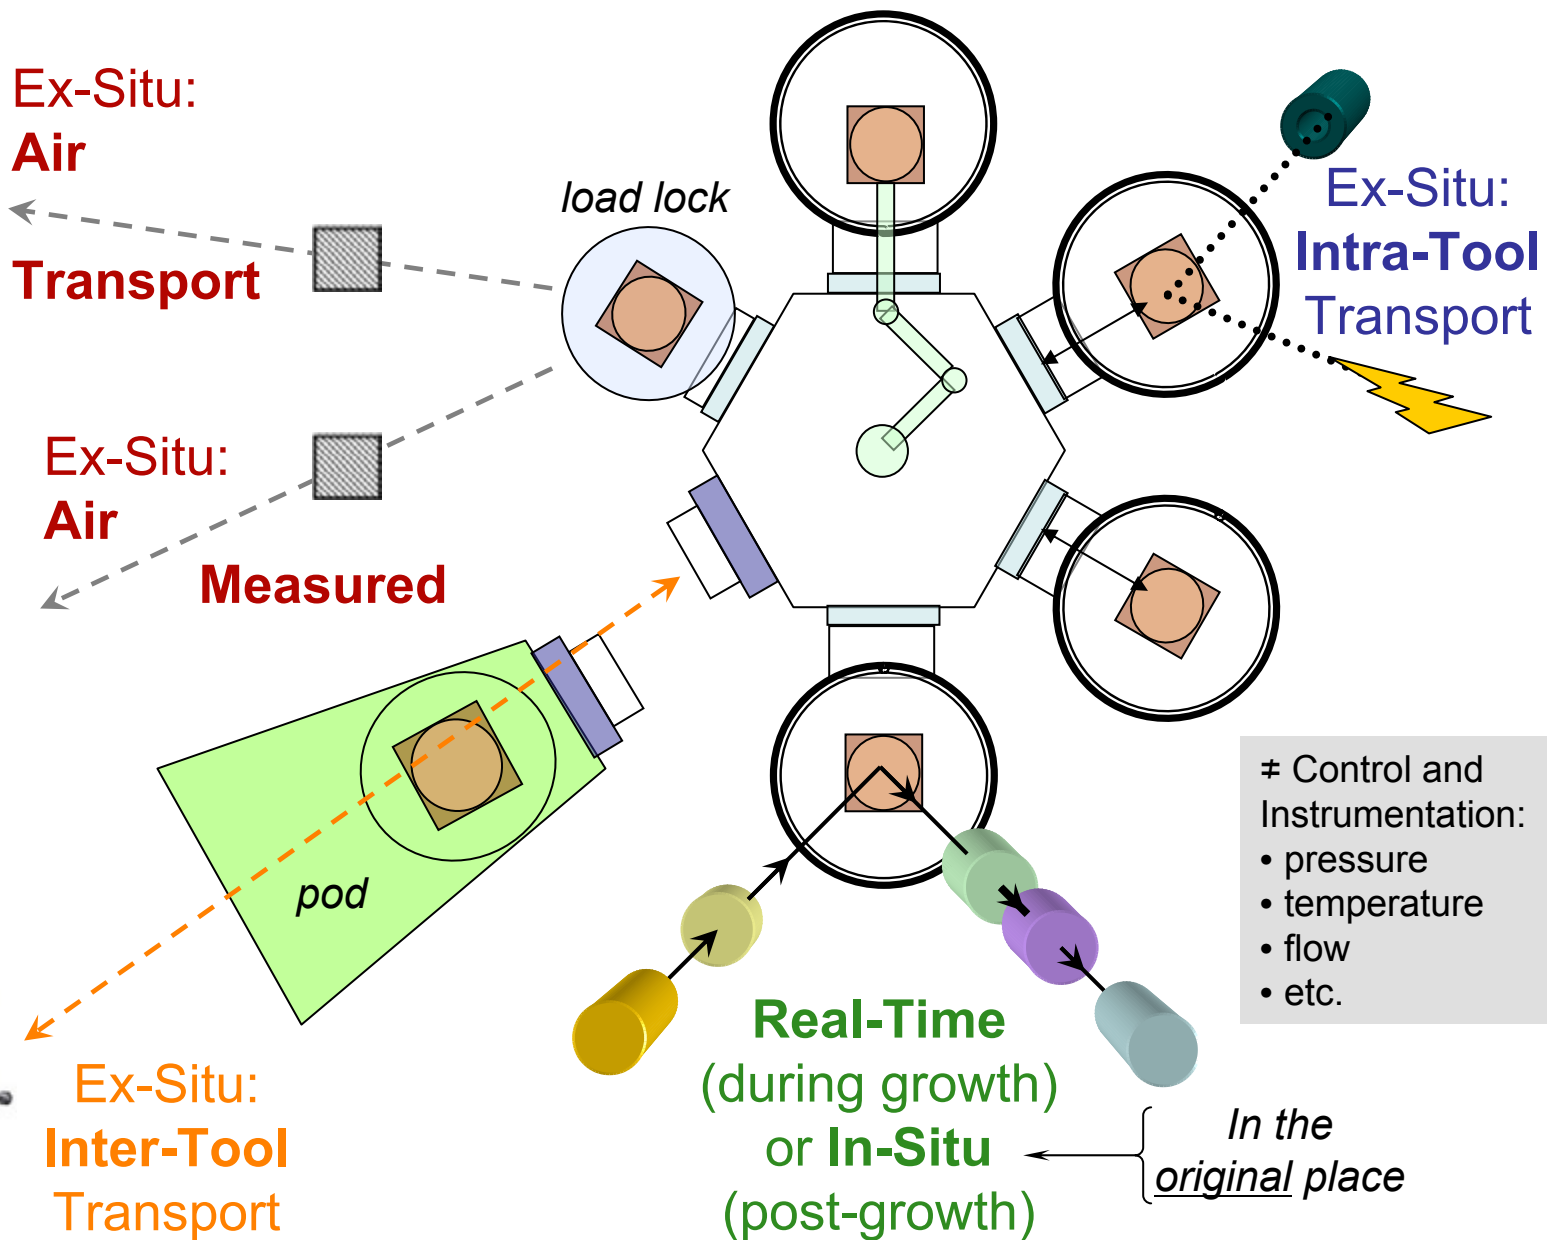 Ex-Situ:
Air
Transport
load lock
Ex-Situ:
Intra-Tool
Transport
Ex-Situ:
Air
Measured
pod
≠ Control and
Instrumentation:
• pressure
• temperature
• flow
• etc.
Real-Time
(during growth)
or In-Situ
(post-growth)
In the
original place
Ex-Situ:
Inter-Tool
Transport